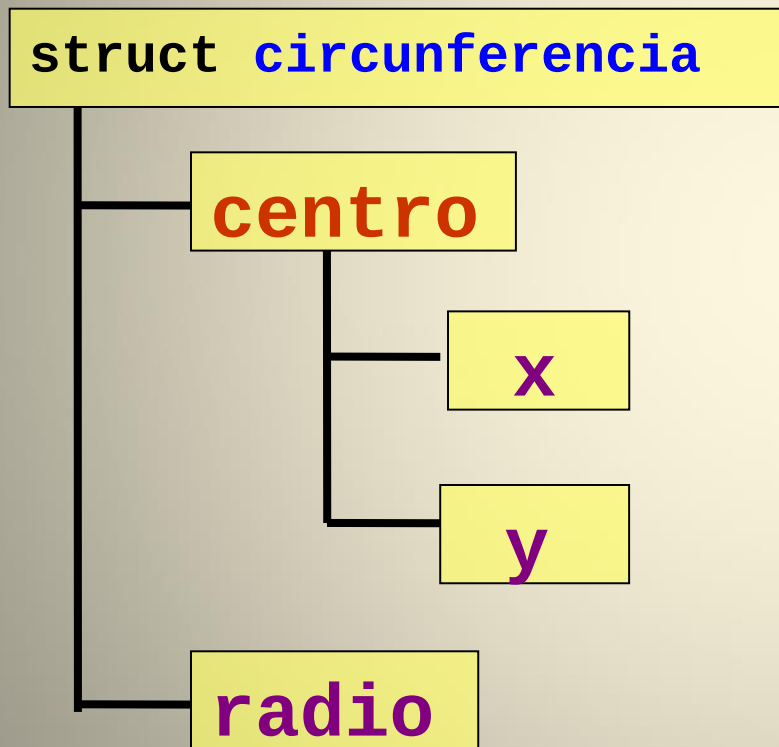 struct circunferencia
centro
x
y
radio